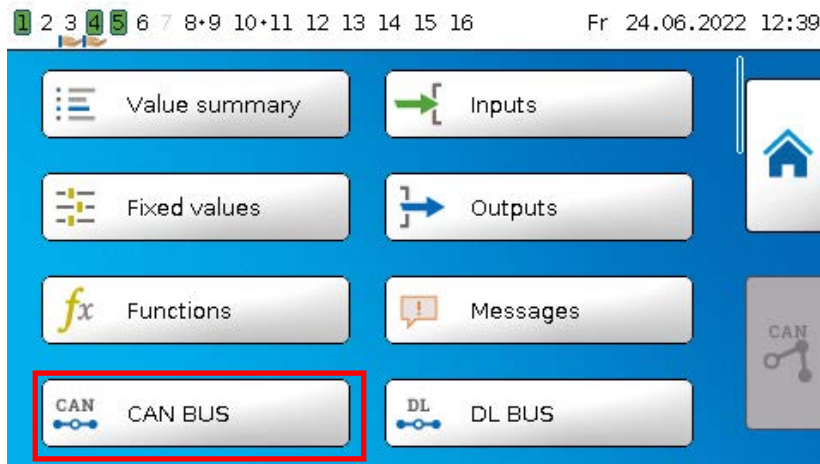 1 2 3 4 5 6 7 8•9 10•11 12 13 14 15 16 Fr 24.06.2022 12:39
Value summary Inputs
Fixed values Outputs
fx Functions ! Messages
CAN
CAN CAN BUS DL DL BUS